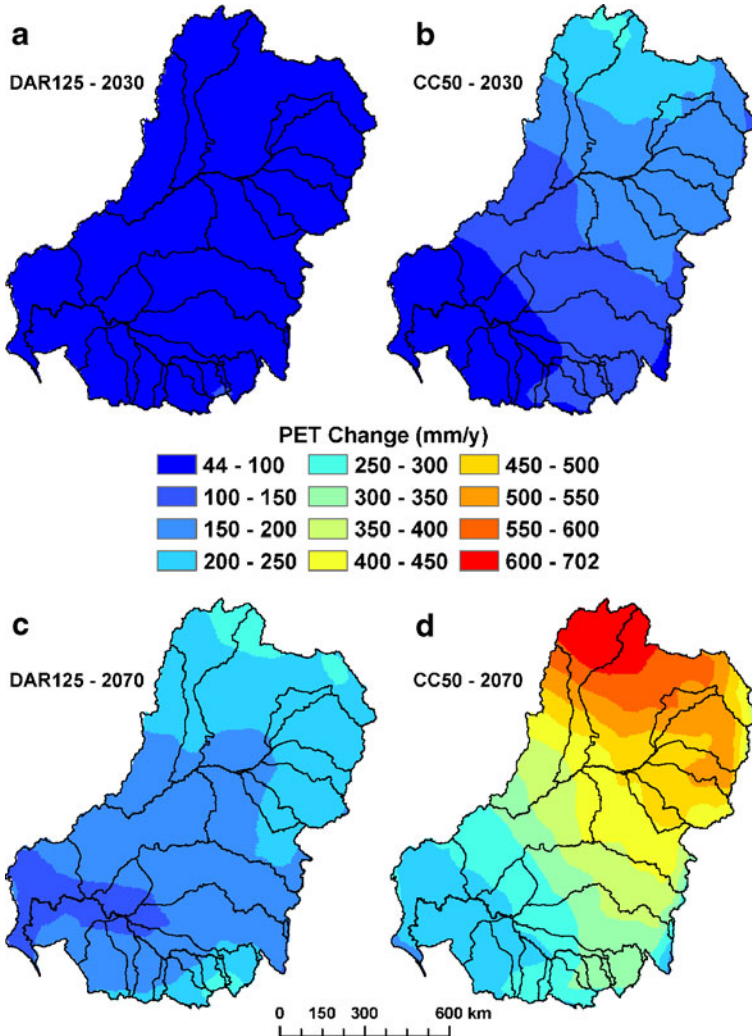 a
DAR125 - 2030
b
CC50 - 2030
PET Change (mm/y)
44 - 100
250 - 300
450 - 500
100 - 150
300 - 350
500 - 550
150 - 200
350 - 400
550 - 600
200 - 250
400 - 450
600 - 702
c
DAR125 - 2070
d
CC50 - 2070
0 150 300 600 km